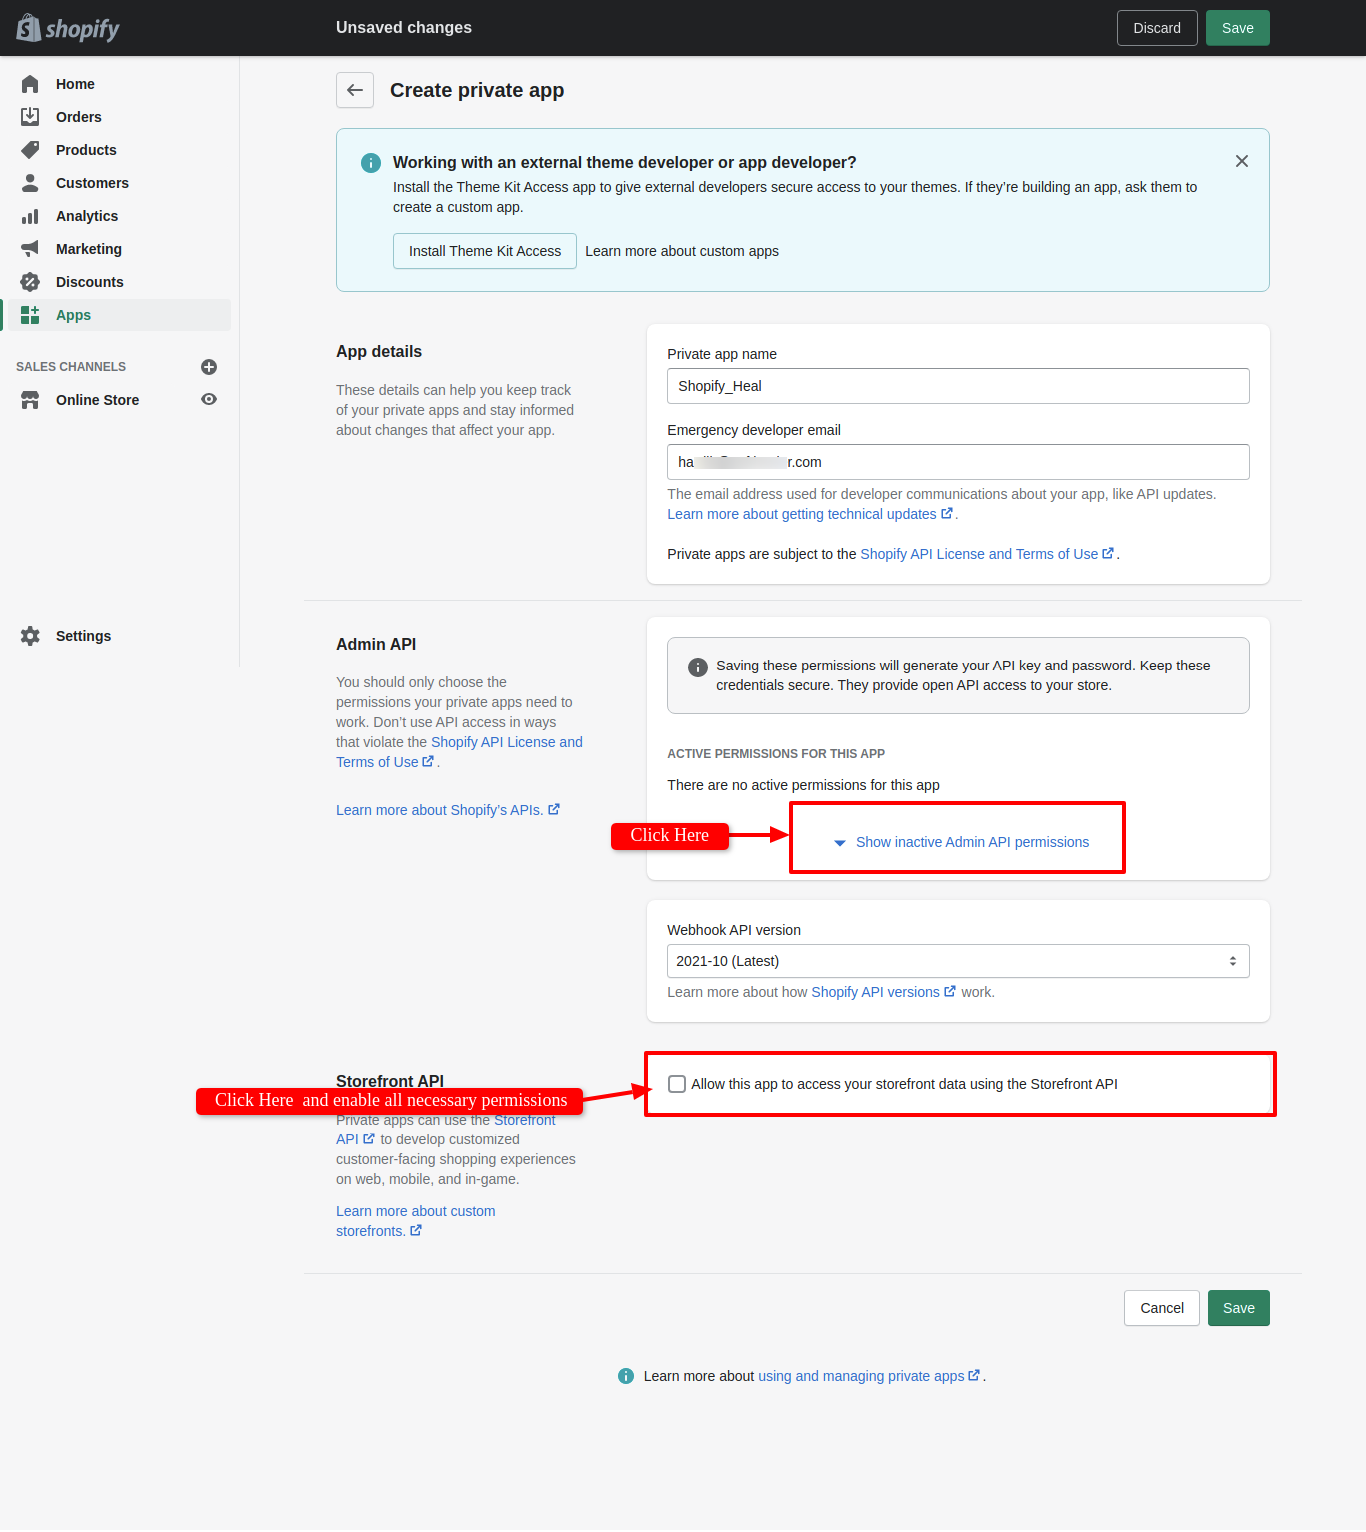 shopify
Unsaved changes
Discard
Save
Home
Orders
Products
Customers
Analytics
Marketing
Discounts
Apps
SALES CHANNELS
Online Store
Settings
Create private app
Working with an external theme developer or app developer?
Install the Theme Kit Access app to give external developers secure access to your themes. If they’re building an app, ask them to
create a custom app.
Install Theme Kit Access
Learn more about custom apps
App details
These details can help you keep track
of your private apps and stay informed
about changes that affect your app.
Private app name
Shopify_Heal
Emergency developer email
ha r.com
The email address used for developer communications about your app, like API updates.
Learn more about getting technical updates .
Private apps are subject to the Shopify API License and Terms of Use .
Admin API
You should only choose the
permissions your private apps need to
work. Don’t use API access in ways
that violate the Shopify API License and
Terms of Use .
Learn more about Shopify’s APIs.
Saving these permissions will generate your API key and password. Keep these
credentials secure. They provide open API access to your store.
ACTIVE PERMISSIONS FOR THIS APP
There are no active permissions for this app
Click Here
Show inactive Admin API permissions
Webhook API version
2021-10 (Latest)
Learn more about how Shopify API versions work.
Storefront API
Click Here and enable all necessary permissions
Private apps can use the Storefront
API to develop customized
customer-facing shopping experiences
on web, mobile, and in-game.
Learn more about custom
storefronts.
Allow this app to access your storefront data using the Storefront API
Cancel
Save
Learn more about using and managing private apps .